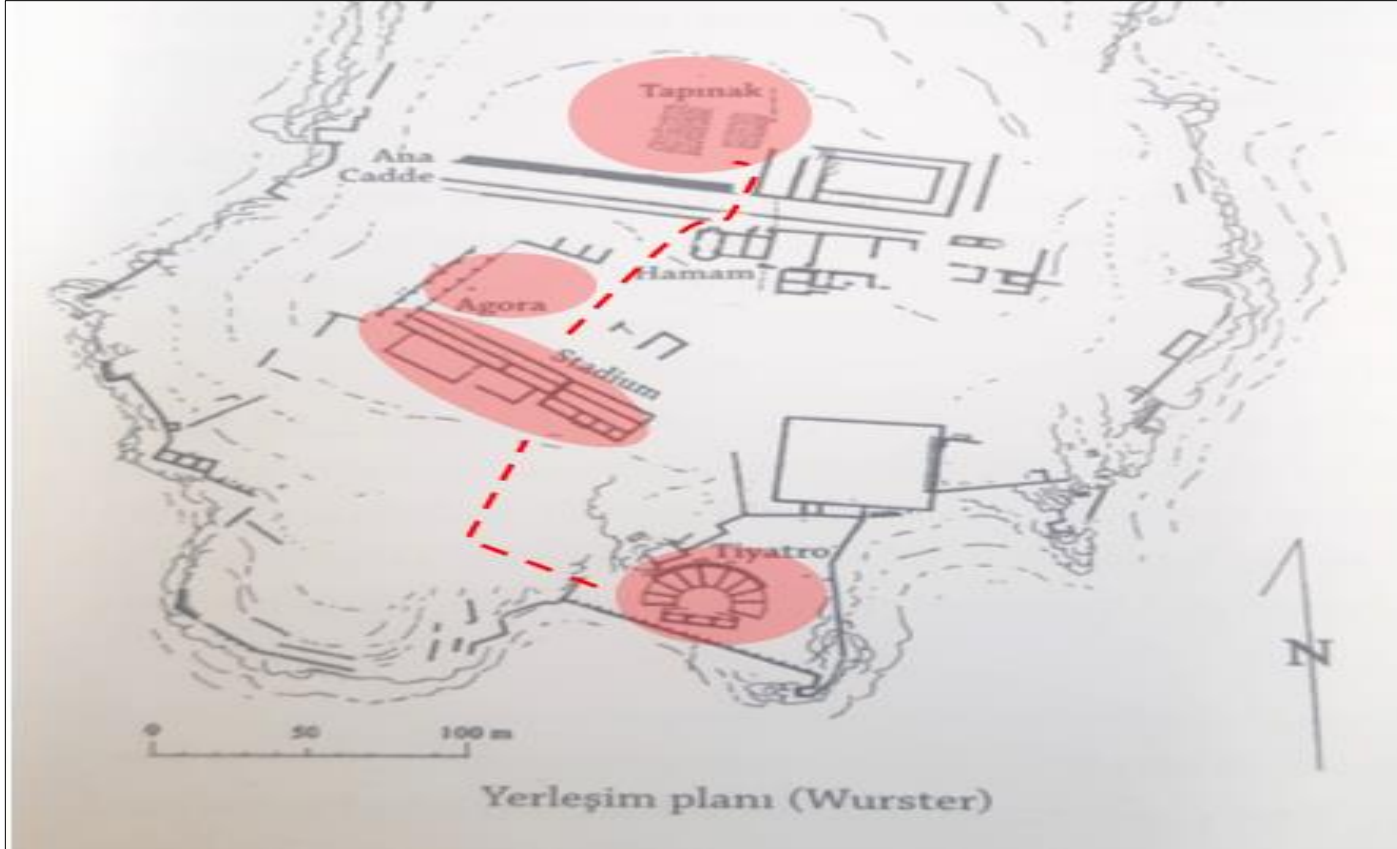 Tapınak
Ana
Cadde
Hamam
Agora
Stadium
Tiyatro
N
0 50 100 m
Yerleşim planı (Wurster)